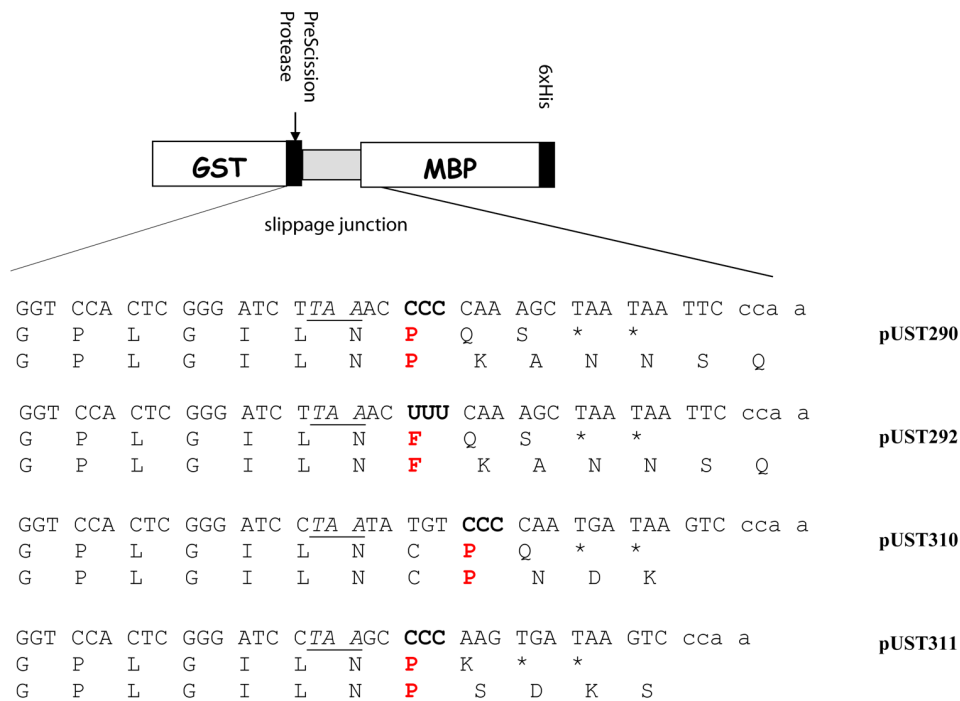 PreScission
Protease
6xHis
GST
MBP
slippage junction
GGT CCA CTC GGG ATC TTAA AAC CCC CAA AGC TAA TAA TTC cca a
G P L G I L N P Q S * *
G P L G I L N P K A N N S Q
pUST290
GGT CCA CTC GGG ATC TTA AAC UUU CAA AGC TAA TAA TTC cca a
G P L G I L N F Q S * *
G P L G I L N F K A N N S Q
pUST292
GGT CCA CTC GGG ATC CTA ATA TGT CCC CAA TGA TAA GTC cca a
G P L G I L N C P Q * *
G P L G I L N C P N D K
pUST310
GGT CCA CTC GGG ATC CTA AGC CCC AAG TGA TAA GTC cca a
G P L G I L N P K * *
G P L G I L N P S D K S
pUST311